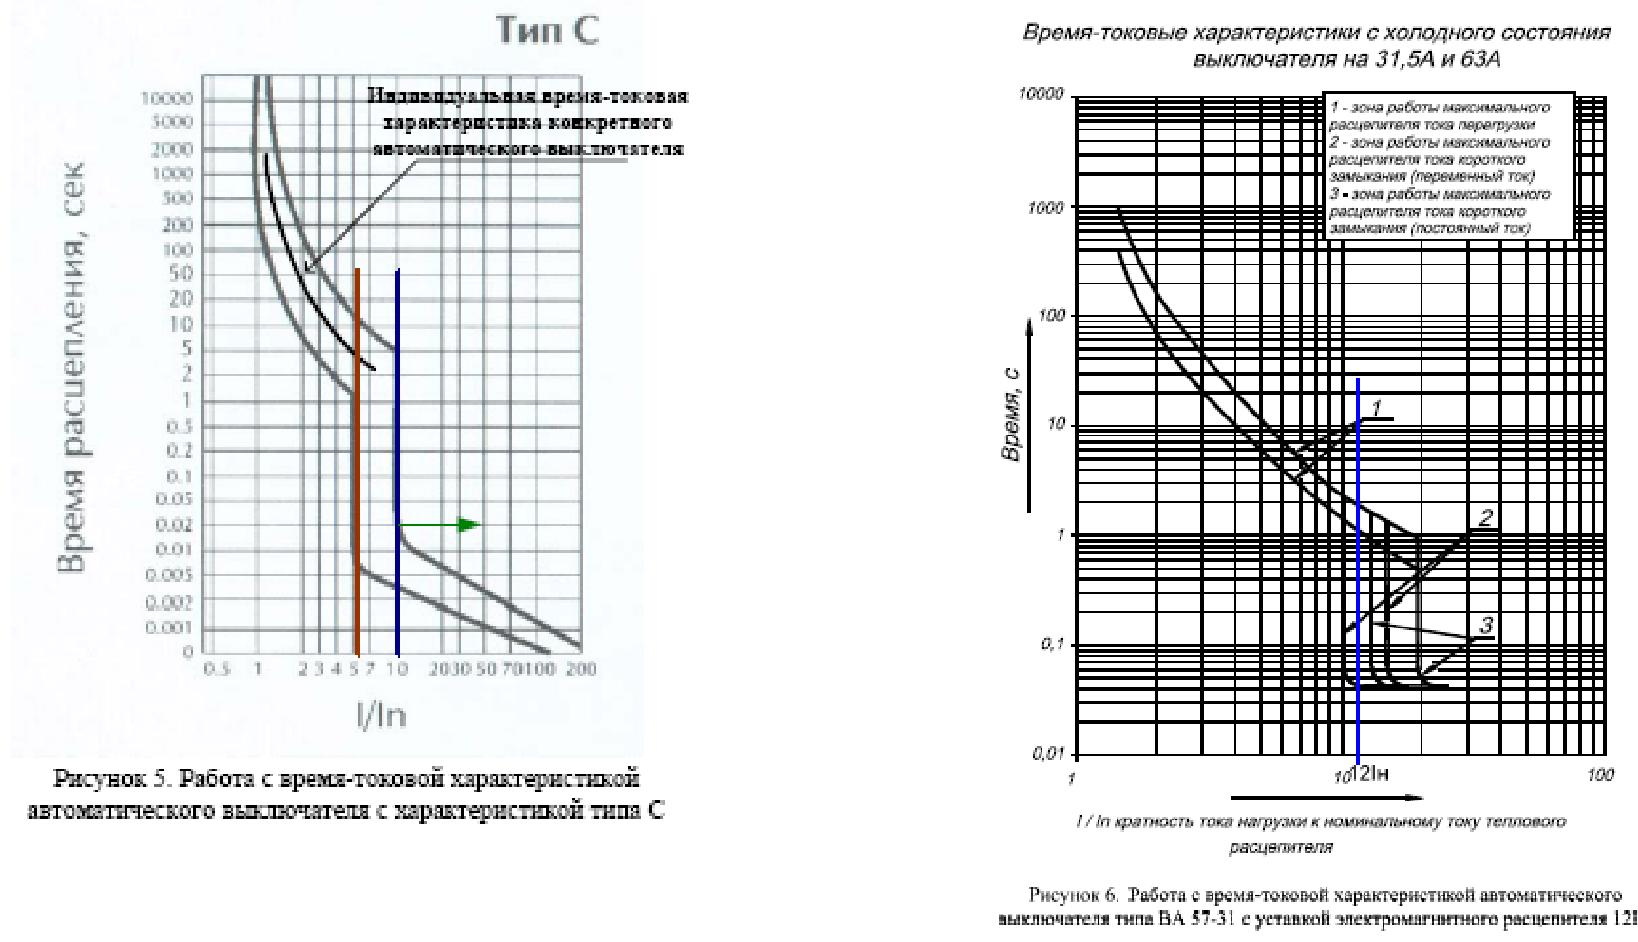 Тип С
Индивидуальная время-токовая
характеристика конкретного
автоматического выключателя
Время расцепления, сек
10000
5000
2000
1000
500
200
100
50
20
10
5
2
1
0.5
0.2
0.1
0.05
0.02
0.01
0.005
0.002
0.001
0
0.5 1 2 3 4 5 7 10 20 30 50 70 100 200
I/In
Рисунок 5. Работа с время-токовой характеристикой
автоматического выключателя с характеристикой типа С
Время-токовые характеристики с холодного состояния
выключателя на 31,5А и 63А
1 - зона работы максимального
расцепителя тока перегрузки
2 - зона работы максимального
расцепителя тока короткого
замыкания (переменный ток)
3 - зона работы максимального
расцепителя тока короткого
замыкания (постоянный ток)
Время, с
10000
1000
100
10
1
0,1
0,01
1
2
3
1 10 12Iн 100
I / In кратность тока нагрузки к номинальному току теплового
расцепителя
Рисунок 6. Работа с время-токовой характеристикой автоматического
выключателя типа ВА 57-31 с уставкой электромагнитного расцепителя 12I